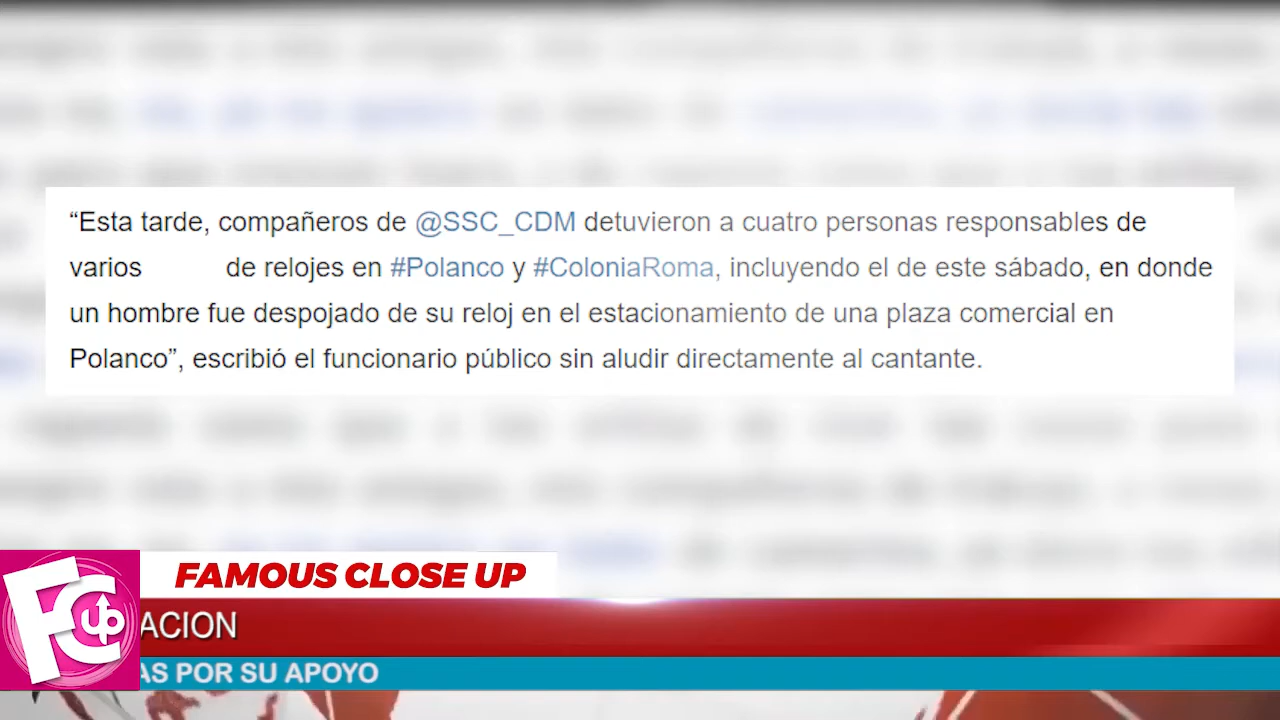 “Esta tarde, compañeros de @SSC_CDM detuvieron a cuatro personas responsables de
varios de relojes en #Polanco y #ColoniaRoma, incluyendo el de este sábado, en donde
un hombre fue despojado de su reloj en el estacionamiento de una plaza comercial en
Polanco”, escribió el funcionario público sin aludir directamente al cantante.
FAMOUS CLOSE UP
FC UP
ACION
AS POR SU APOYO